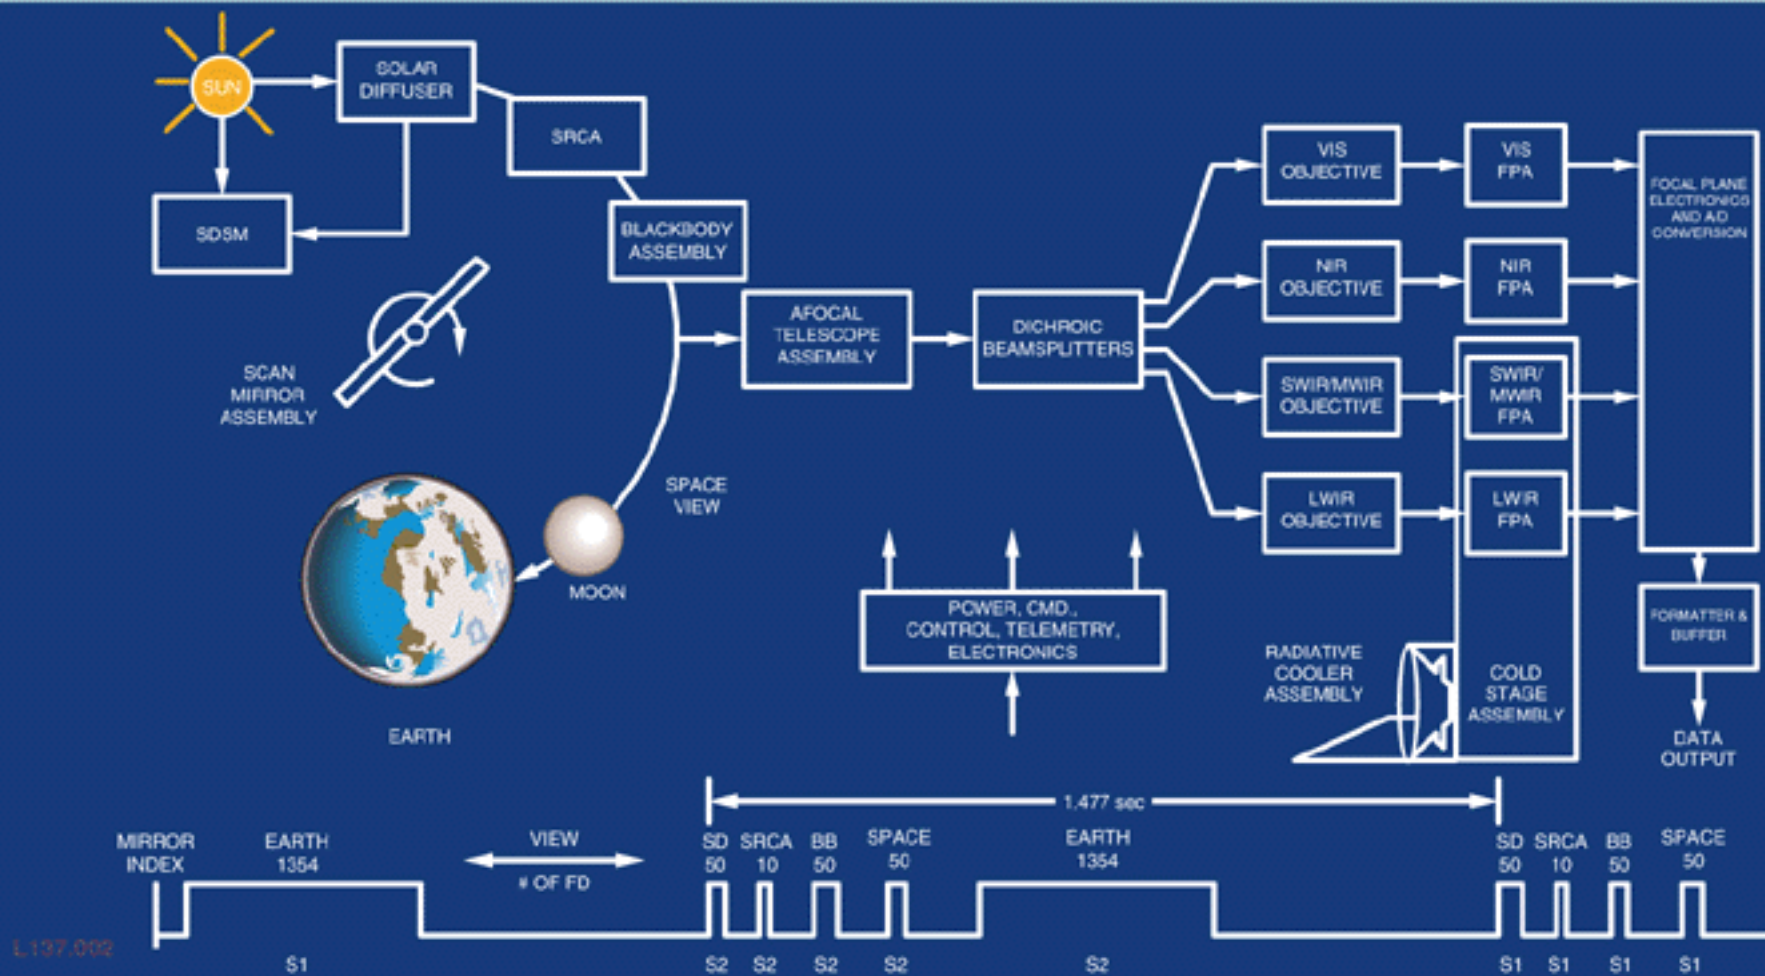 SUN
SOLAR
DIFFUSER
SRCA
SDSM
BLACKBODY
ASSEMBLY
SCAN
MIRROR
ASSEMBLY
AFOCAL
TELESCOPE
ASSEMBLY
DICHROIC
BEAMSPLITTERS
VIS
OBJECTIVE
VIS
FPA
NIR
OBJECTIVE
NIR
FPA
SWIR/MWIR
OBJECTIVE
SWIR/
MWIR
FPA
LWIR
OBJECTIVE
LWIR
FPA
FOCAL PLANE
ELECTRONICS
AND A/D
CONVERSION
SPACE
VIEW
MOON
EARTH
POWER, CMD.,
CONTROL, TELEMETRY,
ELECTRONICS
RADIATIVE
COOLER
ASSEMBLY
COLD
STAGE
ASSEMBLY
FORMATTER &
BUFFER
DATA
OUTPUT
1.477 sec
MIRROR
INDEX
EARTH
1354
VIEW
# OF FD
SD
50
SRCA
10
BB
50
SPACE
50
EARTH
1354
SD
50
SRCA
10
BB
50
SPACE
50
S1
S2
S2
S2
S2
S2
S1
S1
S1
S1
L137.002